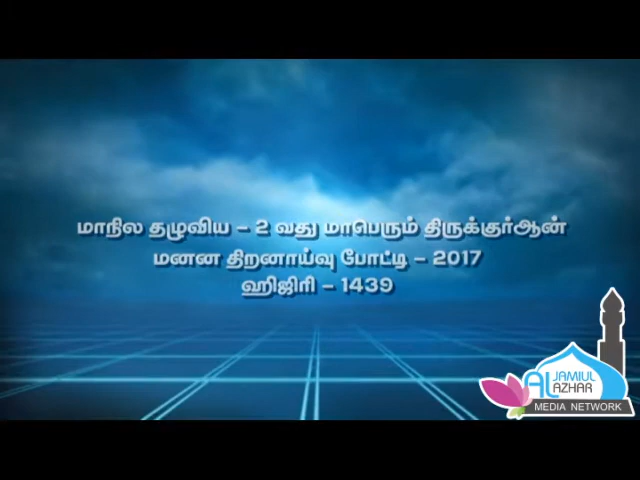 மாநில தழுவிய – 2 வது மாபெரும் திருக்குர்ஆன்
மனன திறனாய்வு போட்டி – 2017
ஹிஜிரி – 1439
AL JAMIUL
AZHAR
MEDIA NETWORK